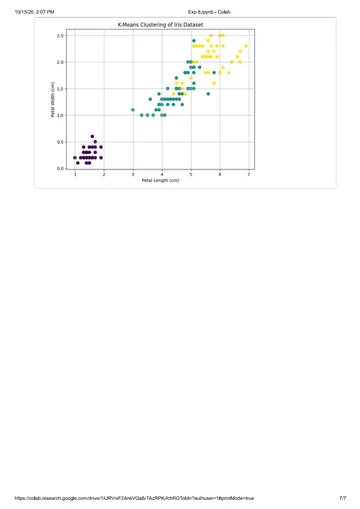 10/15/26, 2:07 PM Exp 8.ipynb - Colab
K-Means Clustering of Iris Dataset
2.5
2.0
1.5
1.0
0.5
0.0
Petal Width (cm)
1 2 3 4 5 6 7
Petal Length (cm)
7/7